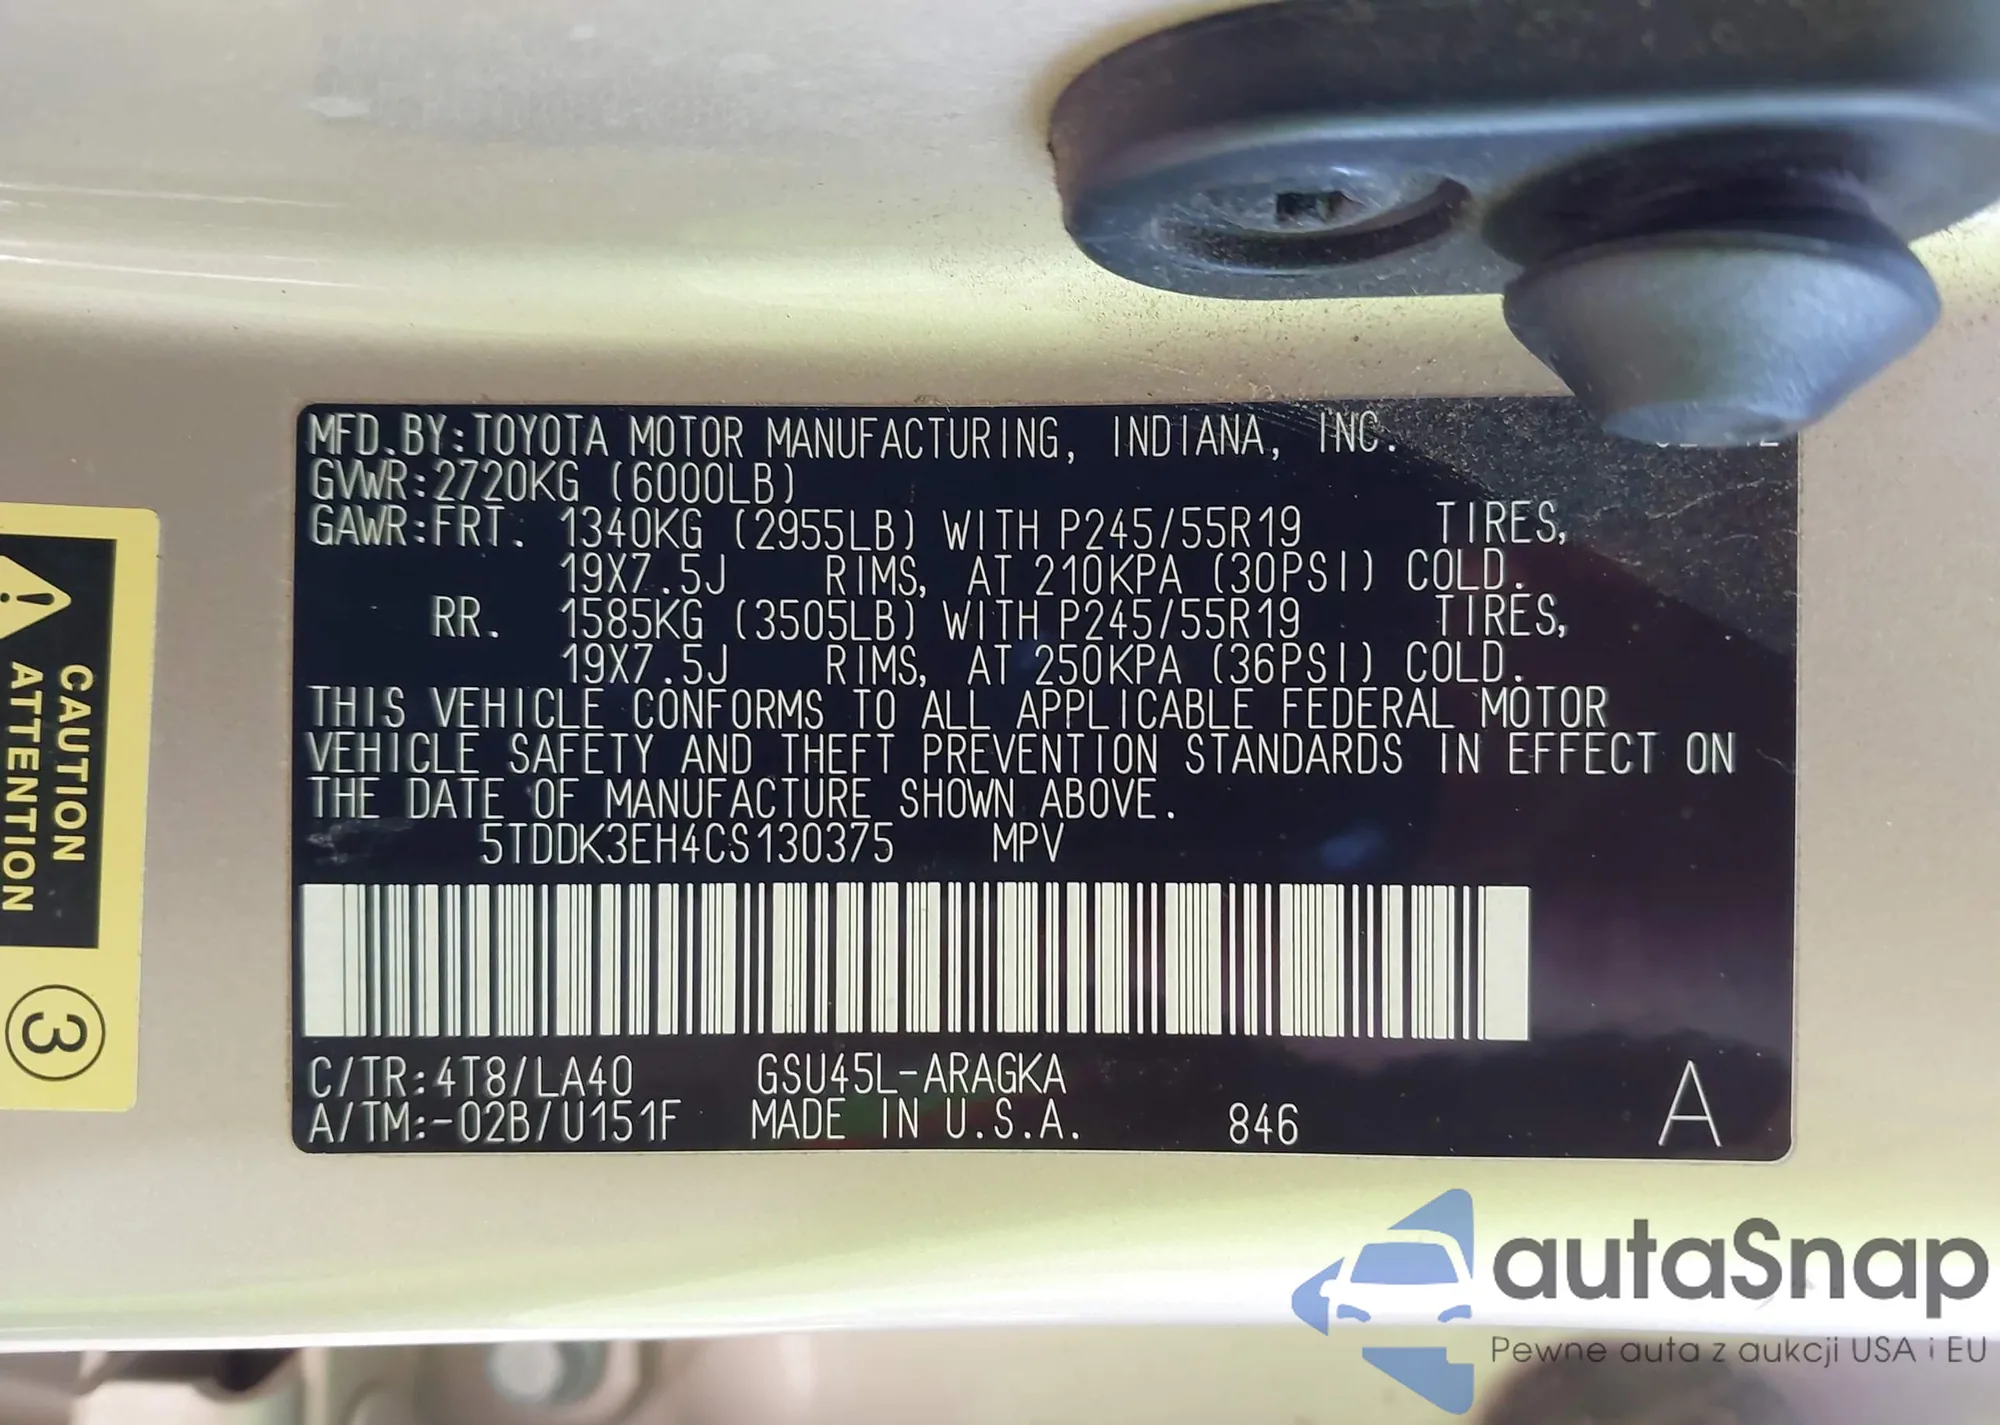 MFD.BY:TOYOTA MOTOR MANUFACTURING, INDIANA, INC.
GVWR:2720KG (6000LB)
GAWR:FRT. 1340KG (2955LB) WITH P245/55R19 TIRES,
19X7.5J RIMS, AT 210KPA (30PSI) COLD.
RR. 1585KG (3505LB) WITH P245/55R19 TIRES,
19X7.5J RIMS, AT 250KPA (36PSI) COLD.
THIS VEHICLE CONFORMS TO ALL APPLICABLE FEDERAL MOTOR
VEHICLE SAFETY AND THEFT PREVENTION STANDARDS IN EFFECT ON
THE DATE OF MANUFACTURE SHOWN ABOVE.
5TDDK3EH4CS130375 MPV
C/TR:4T8/LA40 GSU45L-ARAGKA
A/TM:-02B/U151F MADE IN U.S.A. 846 A
CAUTION
ATTENTION
3
autaSnap
Pewne auta z aukcji USA i EU